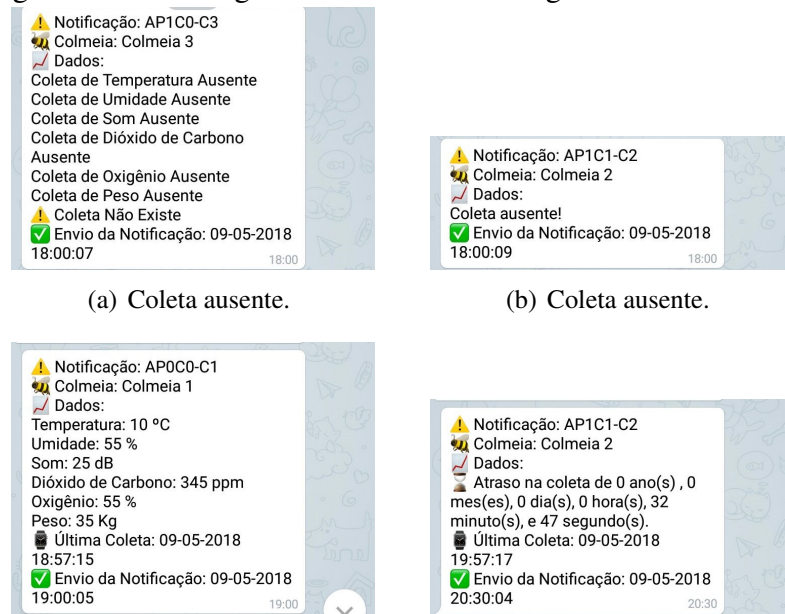 Notificação: AP1C0-C3
Colmeia: Colmeia 3
Dados:
Coleta de Temperatura Ausente
Coleta de Umidade Ausente
Coleta de Som Ausente
Coleta de Dióxido de Carbono
Ausente
Coleta de Oxigênio Ausente
Coleta de Peso Ausente
Coleta Não Existe
Envio da Notificação: 09-05-2018
18:00:07
18:00
(a) Coleta ausente.
Notificação: AP1C1-C2
Colmeia: Colmeia 2
Dados:
Coleta ausente!
Envio da Notificação: 09-05-2018
18:00:09
18:00
(b) Coleta ausente.
Notificação: AP0C0-C1
Colmeia: Colmeia 1
Dados:
Temperatura: 10 ºC
Umidade: 55 %
Som: 25 dB
Dióxido de Carbono: 345 ppm
Oxigênio: 55 %
Peso: 35 Kg
Última Coleta: 09-05-2018
18:57:15
Envio da Notificação: 09-05-2018
19:00:05
19:00
Notificação: AP1C1-C2
Colmeia: Colmeia 2
Dados:
Atraso na coleta de 0 ano(s) , 0
mes(es), 0 dia(s), 0 hora(s), 32
minuto(s), e 47 segundo(s).
Última Coleta: 09-05-2018
19:57:17
Envio da Notificação: 09-05-2018
20:30:04
20:30